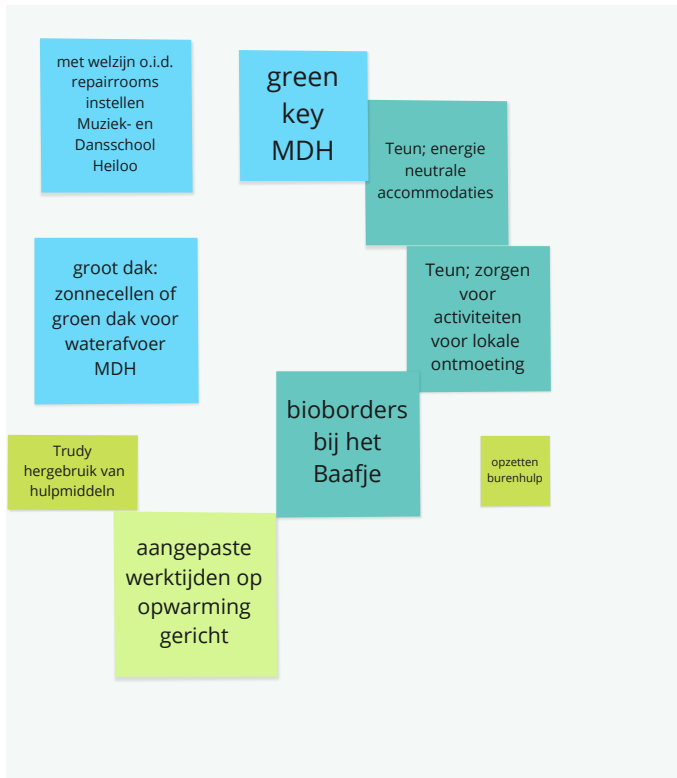 met welzijn o.i.d.
repairrooms
instellen
Muziek- en
Dansschool
Heiloo
green
key
MDH
Teun; energie
neutrale
accommodaties
groot dak:
zonnecellen of
groen dak voor
waterafvoer
MDH
Teun; zorgen
voor
activiteiten
voor lokale
ontmoeting
bioborders
bij het
Baafje
Trudy
hergebruik van
hulpmiddeln
opzetten
burenhulp
aangepaste
werktijden op
opwarming
gericht